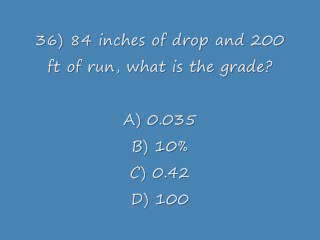 36) 84 inches of drop and 200
ft of run, what is the grade?
A) 0.035
B) 10%
C) 0.42
D) 100